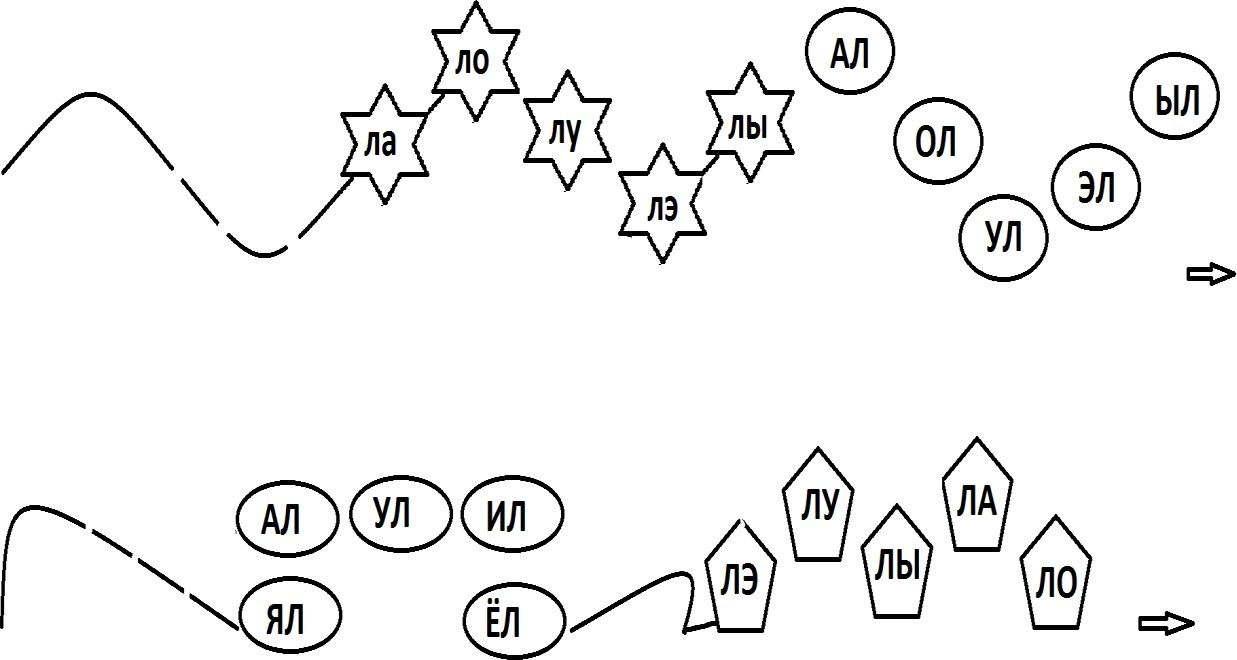 ла ло лу лэ лы АЛ ОЛ УЛ ЭЛ ЫЛ
АЛ УЛ ИЛ
ЯЛ ЁЛ
ЛЭ ЛУ ЛЫ ЛА ЛО